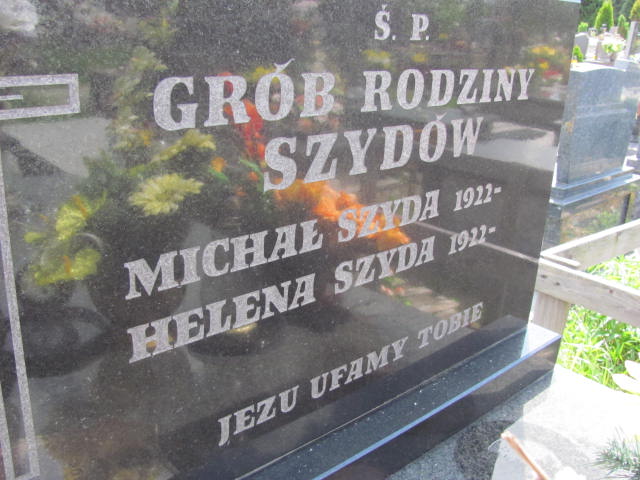 Ś. P.
GRÓB RODZINY
SZYDÓW
MICHAŁ SZYDA 1922-
HELENA SZYDA 1922-
JEZU UFAMY TOBIE